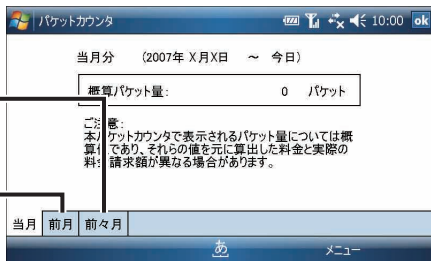 パケットカウンタ 10:00 ok
当月分 (2007年 X月X日 ～ 今日)
概算パケット量: 0 パケット
ご注意:
本パケットカウンタで表示されるパケット量については概
算値であり、それらの値を元に算出した料金と実際の
料金請求額が異なる場合があります。
当月 前月 前々月
あ メニュー